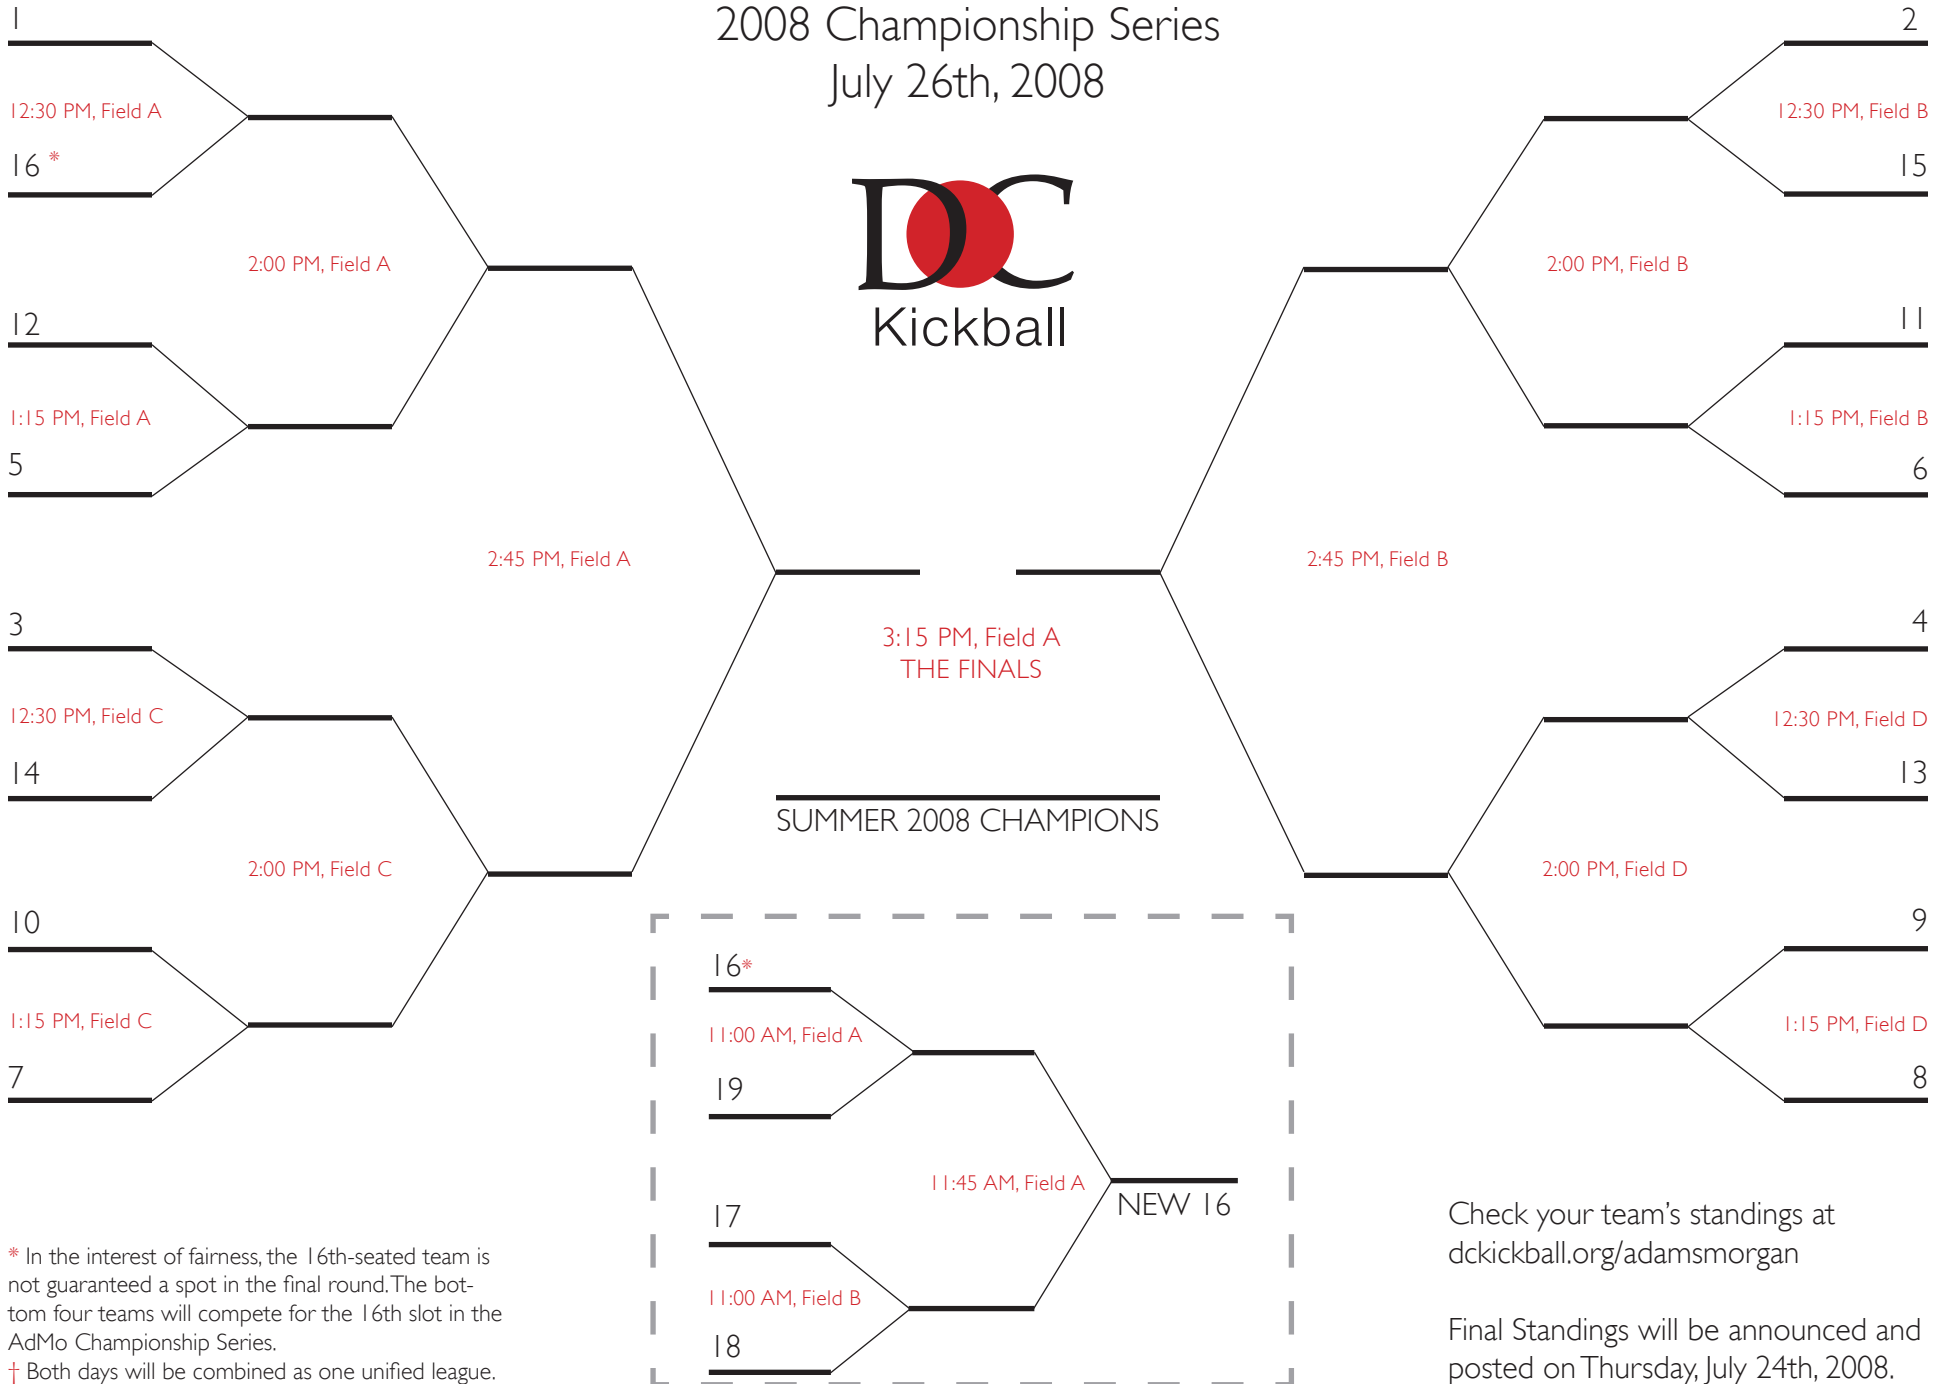 2008 Championship Series
July 26th, 2008
DC
Kickball
1
12:30 PM, Field A
16 *
2:00 PM, Field A
12
1:15 PM, Field A
5
2:45 PM, Field A
3
12:30 PM, Field C
14
2:00 PM, Field C
10
1:15 PM, Field C
7
2
12:30 PM, Field B
15
2:00 PM, Field B
11
1:15 PM, Field B
6
2:45 PM, Field B
4
12:30 PM, Field D
13
2:00 PM, Field D
9
1:15 PM, Field D
8
3:15 PM, Field A
THE FINALS
SUMMER 2008 CHAMPIONS
16*
11:00 AM, Field A
19
11:45 AM, Field A
NEW 16
17
11:00 AM, Field B
18
* In the interest of fairness, the 16th-seated team is
not guaranteed a spot in the final round. The bot-
tom four teams will compete for the 16th slot in the
AdMo Championship Series.
† Both days will be combined as one unified league.
Check your team's standings at
dckickball.org/adamsmorgan
Final Standings will be announced and
posted on Thursday, July 24th, 2008.